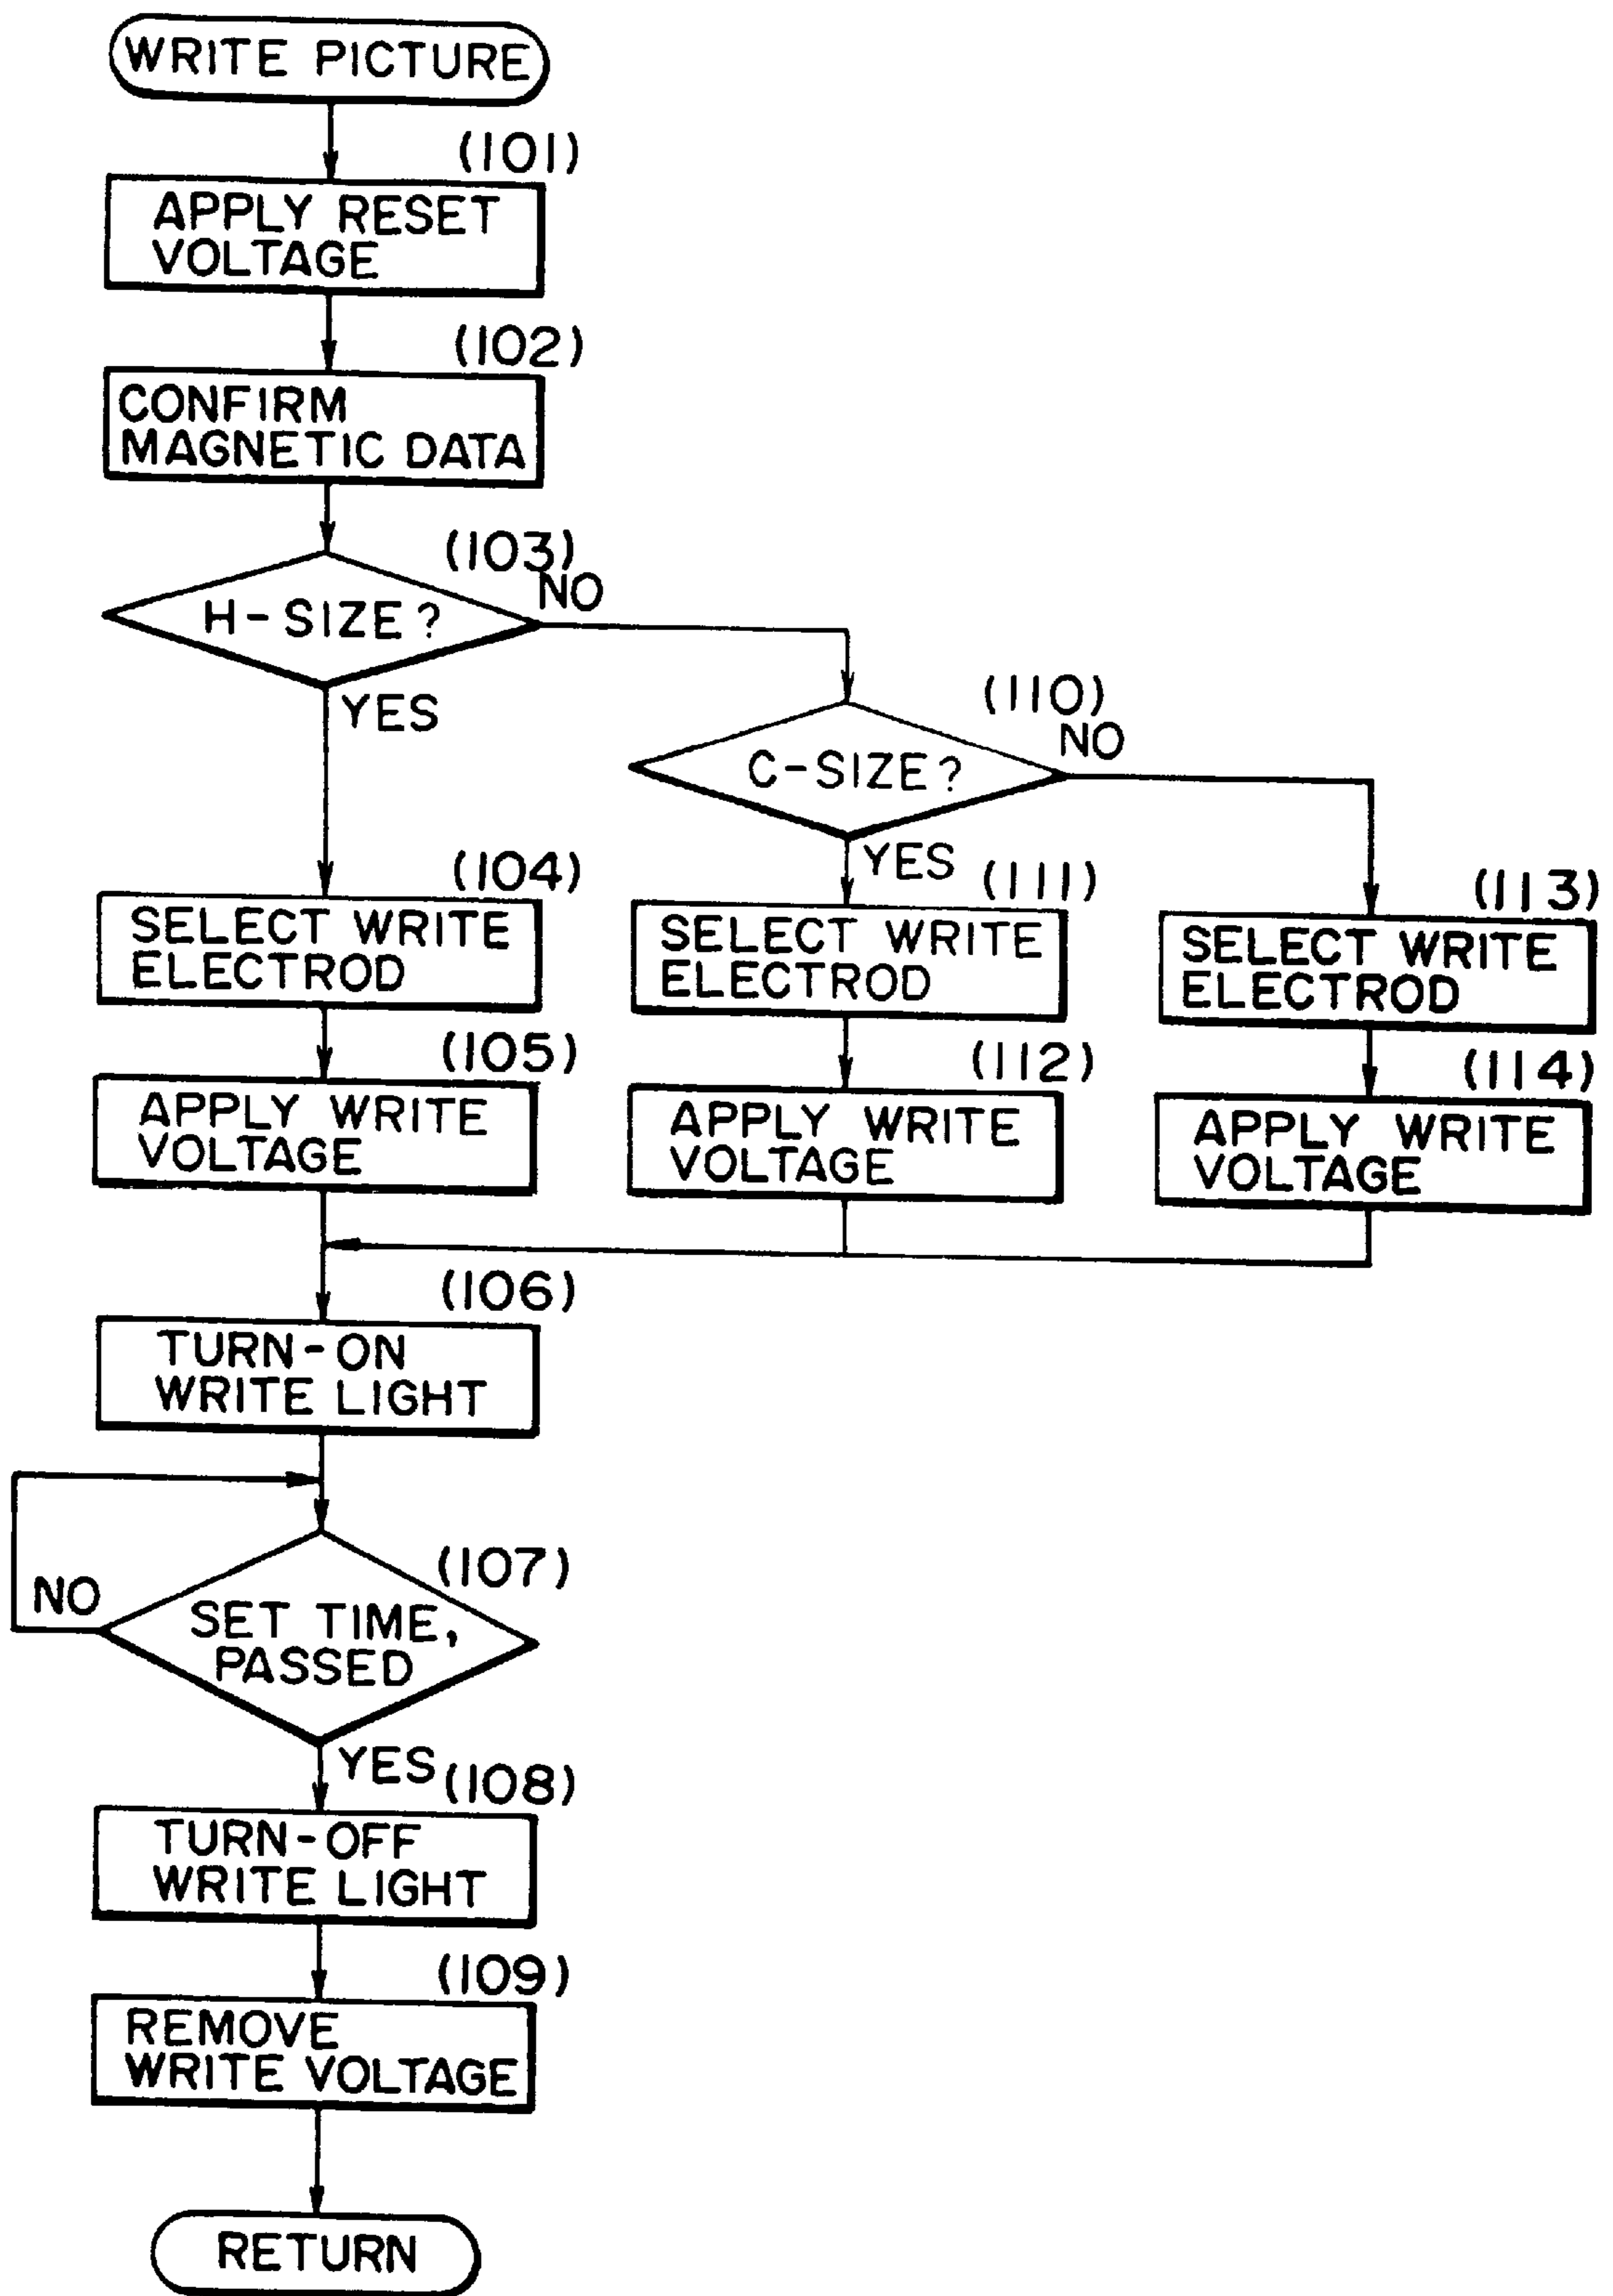 WRITE PICTURE
(101)
APPLY RESET
VOLTAGE
(102)
CONFIRM
MAGNETIC DATA
(103)
NO
H-SIZE?
YES
(110)
NO
C-SIZE?
YES
(104)
SELECT WRITE
ELECTROD
(111)
SELECT WRITE
ELECTROD
(113)
SELECT WRITE
ELECTROD
(105)
APPLY WRITE
VOLTAGE
(112)
APPLY WRITE
VOLTAGE
(114)
APPLY WRITE
VOLTAGE
(106)
TURN-ON
WRITE LIGHT
(107)
NO
SET TIME,
PASSED
YES
(108)
TURN-OFF
WRITE LIGHT
(109)
REMOVE
WRITE VOLTAGE
RETURN